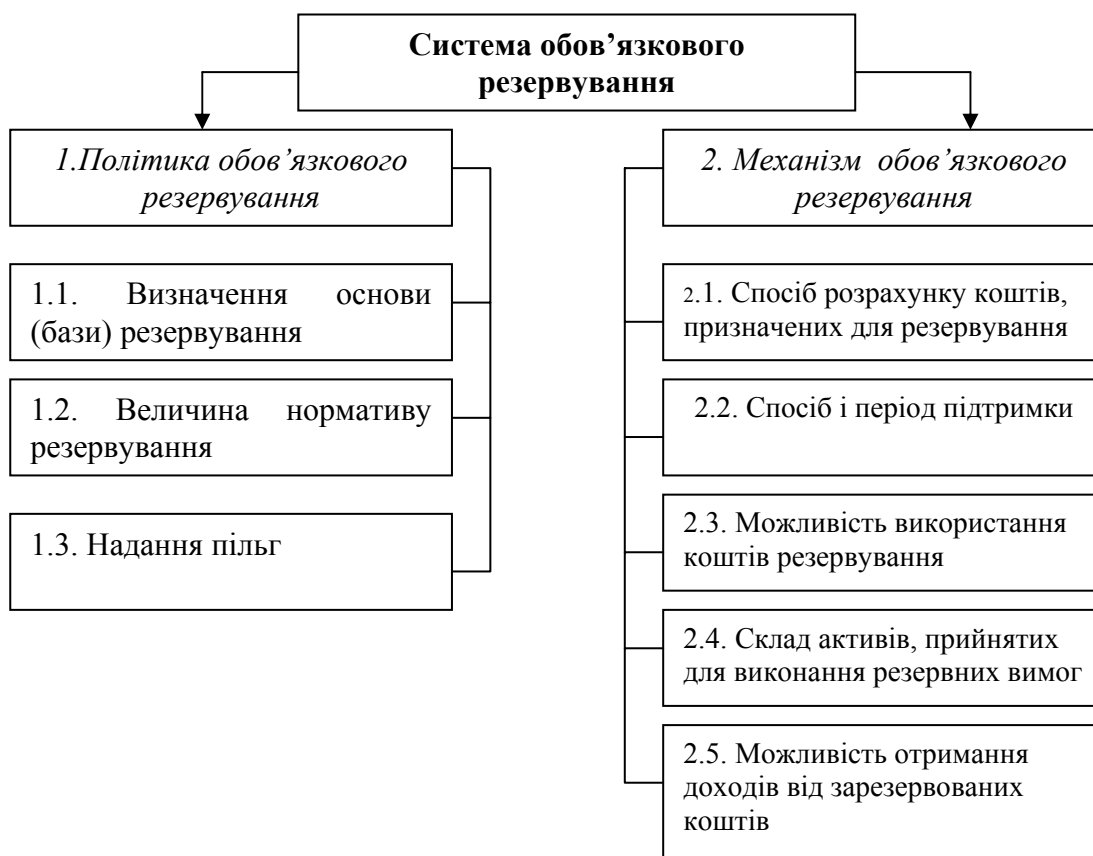 Система обов’язкового
резервування
1.Політика обов’язкового
резервування
1.1. Визначення основи
(бази) резервування
1.2. Величина нормативу
резервування
1.3. Надання пільг
2. Механізм обов’язкового
резервування
2.1. Спосіб розрахунку коштів,
призначених для резервування
2.2. Спосіб і період підтримки
2.3. Можливість використання
коштів резервування
2.4. Склад активів, прийнятих
для виконання резервних вимог
2.5. Можливість отримання
доходів від зарезервованих
коштів